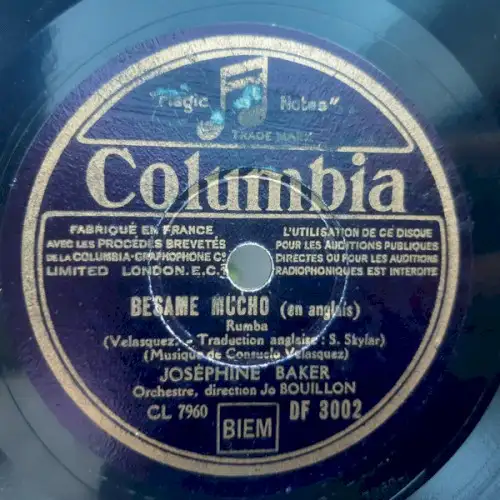 "Magic Notes"
TRADE MARK
Columbia
FABRIQUÉ EN FRANCE
AVEC LES PROCÉDÉS BREVETÉS
DE LA COLUMBIA-GRAPHOPHONE Cº
LIMITED LONDON.E.C.1
L'UTILISATION DE CE DISQUE
POUR LES AUDITIONS PUBLIQUES
DIRECTES OU POUR LES AUDITIONS
RADIOPHONIQUES EST INTERDITE
BESAME MUCHO (en anglais)
Rumba
(Velasquez. - Traduction anglaise: S. Skylar)
(Musique de Consuelo Velasquez)
JOSÉPHINE BAKER
Orchestre, direction Jo BOUILLON
CL 7960 BIEM DF 3002